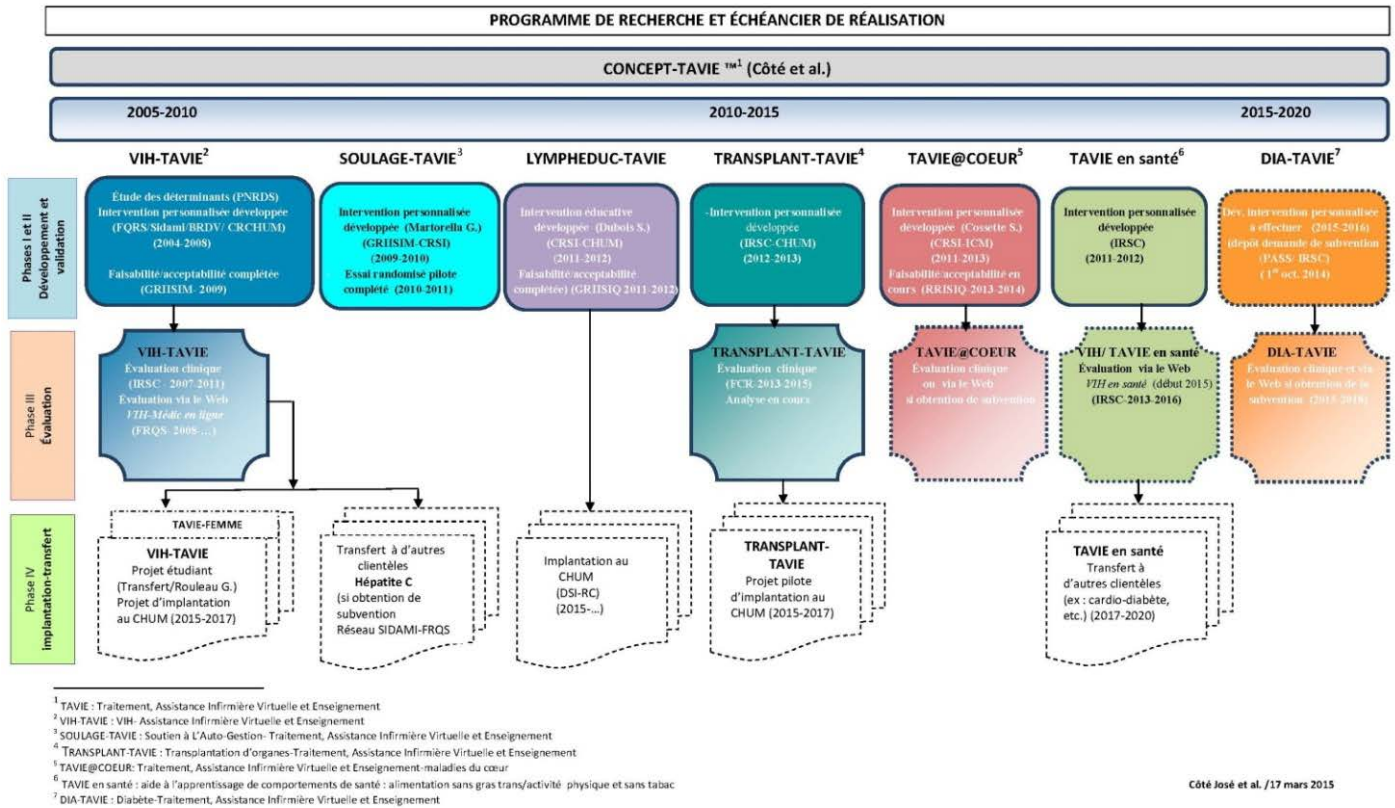 PROGRAMME DE RECHERCHE ET ÉCHÉANCIER DE RÉALISATION
CONCEPT-TAVIE ™¹ (Côté et al.)
2005-2010
2010-2015
2015-2020
VIH-TAVIE²
SOULAGE-TAVIE³
LYMPHEDUC-TAVIE
TRANSPLANT-TAVIE⁴
TAVIE@COEUR⁵
TAVIE en santé⁶
DIA-TAVIE⁷
Phases I et II
Développement et
validation
Étude des déterminants (PNRDS)
Intervention personnalisée développée
(FQRS/Sidami/BRDV/ CRCHUM)
(2004-2008)
Faisabilité/acceptabilité complétée
(GRIISIM- 2009)
Intervention personnalisée
développée (Martorella G.)
(GRIISIM-CRSI)
(2009-2010)
Essai randomisé pilote
complété (2010-2011)
Intervention éducative
développée (Dubois S.)
(CRSI-CHUM)
(2011-2012)
Faisabilité/acceptabilité
complétée) (GRIISIQ 2011-2012)
-Intervention personnalisée
développée
(IRSC-CHUM)
(2012-2013)
Intervention personnalisée
développée (Cossette S.)
(CRSI-ICM)
(2011-2013)
Faisabilité/acceptabilité en
cours (RRISIQ-2013-2014)
Intervention personnalisée
développée
(IRSC)
(2011-2012)
Dév. intervention personnalisée
à effectuer (2015-2016)
(depôt demande de subvention
(PASS/ IRSC)
( 1st oct. 2014)
Phase III
Évaluation
VIH-TAVIE
Évaluation clinique
(IRSC - 2007-2011)
Évaluation via le Web
VIH-Médic en ligne
(FRQS- 2008-…)
TRANSPLANT-TAVIE
Évaluation clinique
(FCR-2013-2015)
Analyse en cours
TAVIE@COEUR
Évaluation clinique
ou via le Web
si obtention de subvention
VIH/ TAVIE en santé
Évaluation via le Web
VIH en santé (début 2015)
(IRSC-2013-2016)
DIA-TAVIE
Évaluation clinique et via
le Web si obtention de la
subvention (2015-2018)
Phase IV
implantation-transfert
TAVIE-FEMME
VIH-TAVIE
Projet étudiant
(Transfert/Rouleau G.)
Projet d'implantation
au CHUM (2015-2017)
Transfert à d'autres
clientèles
Hépatite C
(si obtention de
subvention
Réseau SIDAMI-FRQS
Implantation au
CHUM
(DSI-RC)
(2015-…)
TRANSPLANT-
TAVIE
Projet pilote
d'implantation au
CHUM (2015-2017)
TAVIE en santé
Transfert à
d'autres clientèles
(ex : cardio-diabète,
etc.) (2017-2020)
¹ TAVIE : Traitement, Assistance Infirmière Virtuelle et Enseignement
² VIH-TAVIE : VIH- Assistance Infirmière Virtuelle et Enseignement
³ SOULAGE-TAVIE : Soutien à L'Auto-Gestion- Traitement, Assistance Infirmière Virtuelle et Enseignement
⁴ TRANSPLANT-TAVIE : Transplantation d'organes-Traitement, Assistance Infirmière Virtuelle et Enseignement
⁵ TAVIE@COEUR: Traitement, Assistance Infirmière Virtuelle et Enseignement-maladies du cœur
⁶ TAVIE en santé : aide à l'apprentissage de comportements de santé : alimentation sans gras trans/activité physique et sans tabac
⁷ DIA-TAVIE : Diabète-Traitement, Assistance Infirmière Virtuelle et Enseignement
Côté José et al. /17 mars 2015